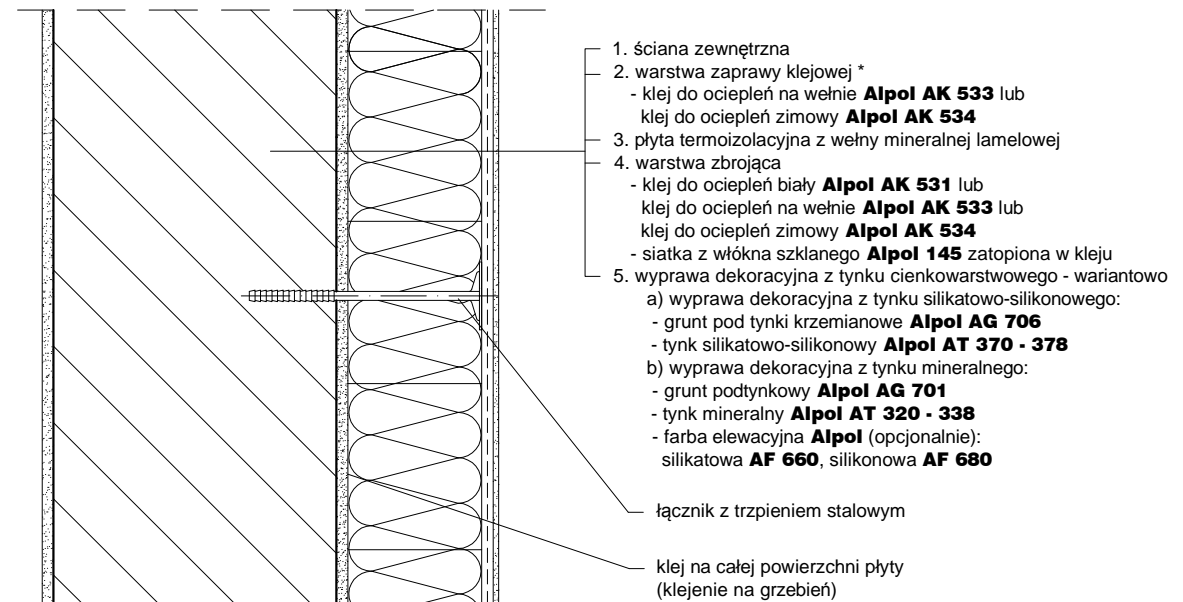 1. ściana zewnętrzna
2. warstwa zaprawy klejowej *
- klej do ociepleń na wełnie Alpol AK 533 lub
klej do ociepleń zimowy Alpol AK 534
3. płyta termoizolacyjna z wełny mineralnej lamelowej
4. warstwa zbrojąca
- klej do ociepleń biały Alpol AK 531 lub
klej do ociepleń na wełnie Alpol AK 533 lub
klej do ociepleń zimowy Alpol AK 534
- siatka z włókna szklanego Alpol 145 zatopiona w kleju
5. wyprawa dekoracyjna z tynku cienkowarstwowego - wariantowo
a) wyprawa dekoracyjna z tynku silikatowo-silikonowego:
- grunt pod tynki krzemianowe Alpol AG 706
- tynk silikatowo-silikonowy Alpol AT 370 - 378
b) wyprawa dekoracyjna z tynku mineralnego:
- grunt podtynkowy Alpol AG 701
- tynk mineralny Alpol AT 320 - 338
- farba elewacyjna Alpol (opcjonalnie):
silikatowa AF 660, silikonowa AF 680
łącznik z trzpieniem stalowym
klej na całej powierzchni płyty
(klejenie na grzebień)